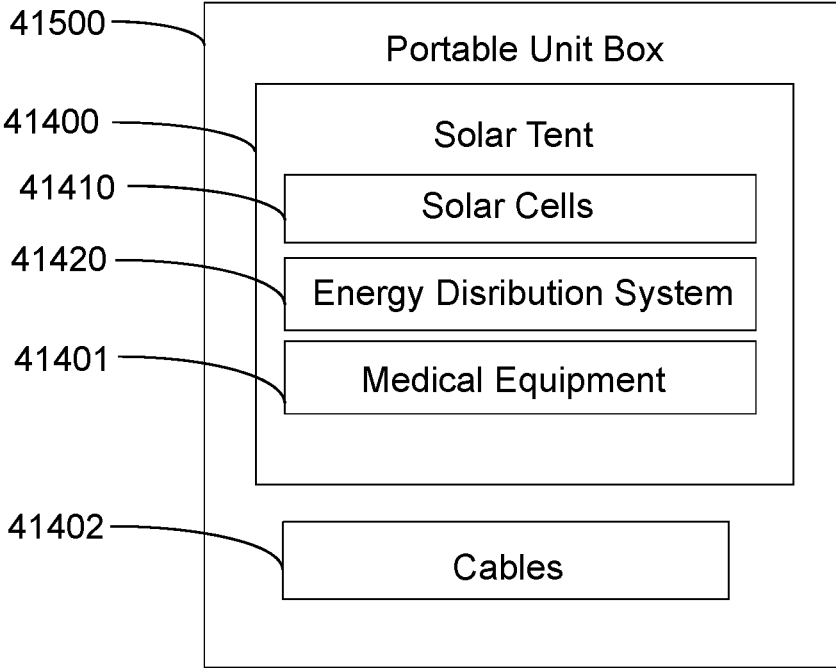 41500
Portable Unit Box
41400
Solar Tent
41410
Solar Cells
41420
Energy Disribution System
41401
Medical Equipment
41402
Cables